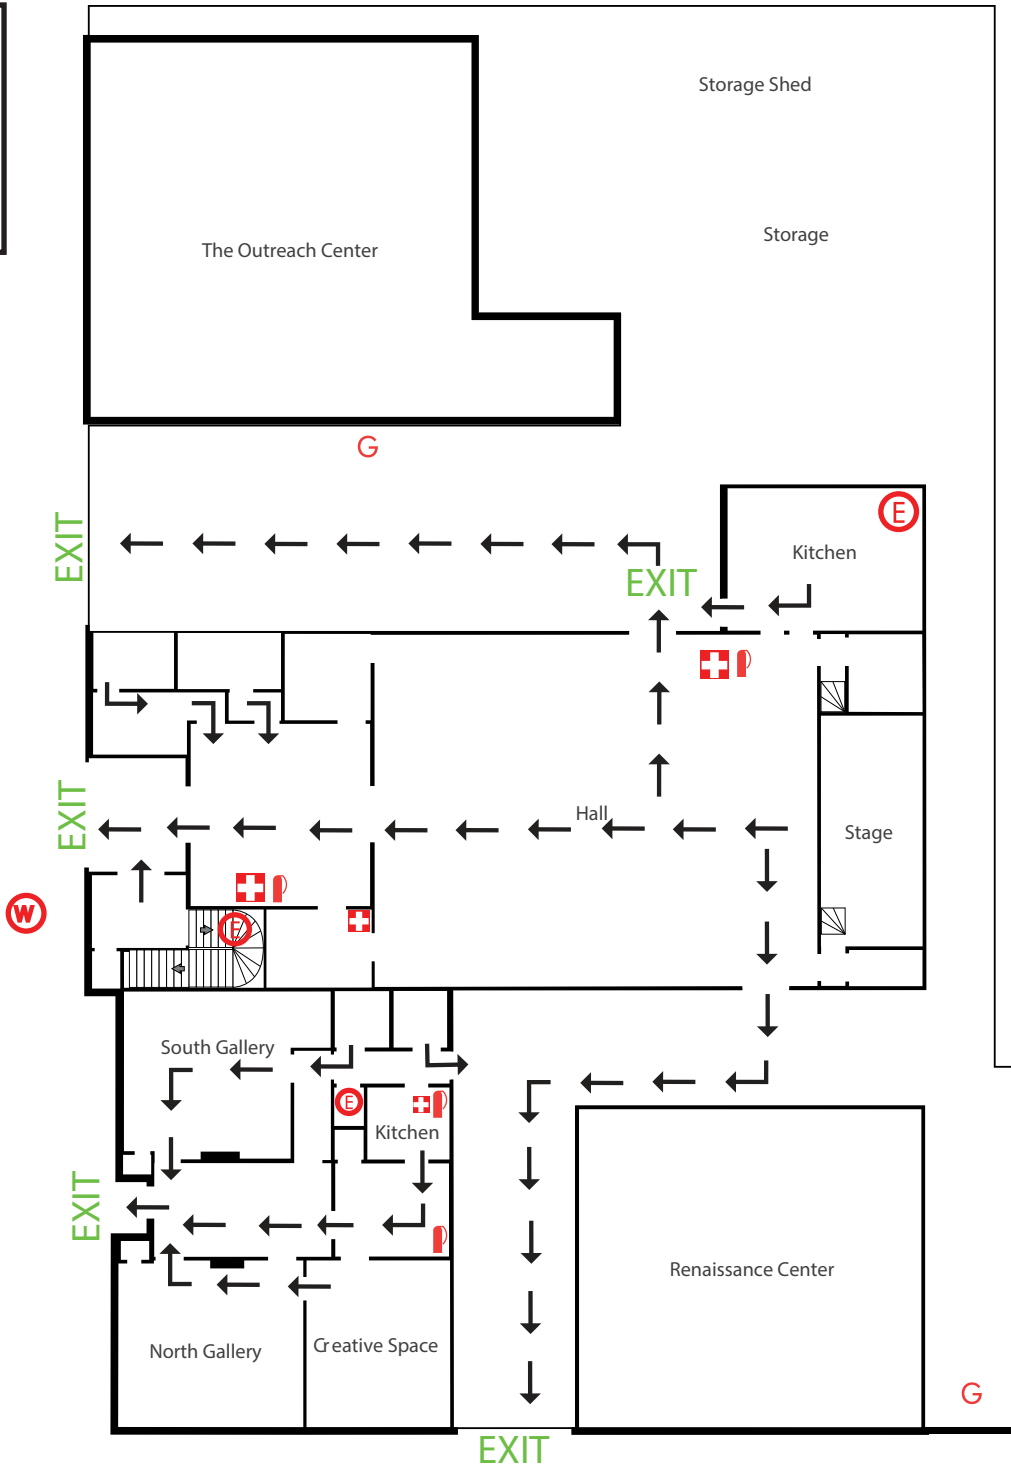 Storage Shed
Storage
The Outreach Center
G
E
EXIT
Kitchen
EXIT
EXIT
Hall
Stage
W
E
South Gallery
E
Kitchen
EXIT
Renaissance Center
North Gallery
Creative Space
G
EXIT